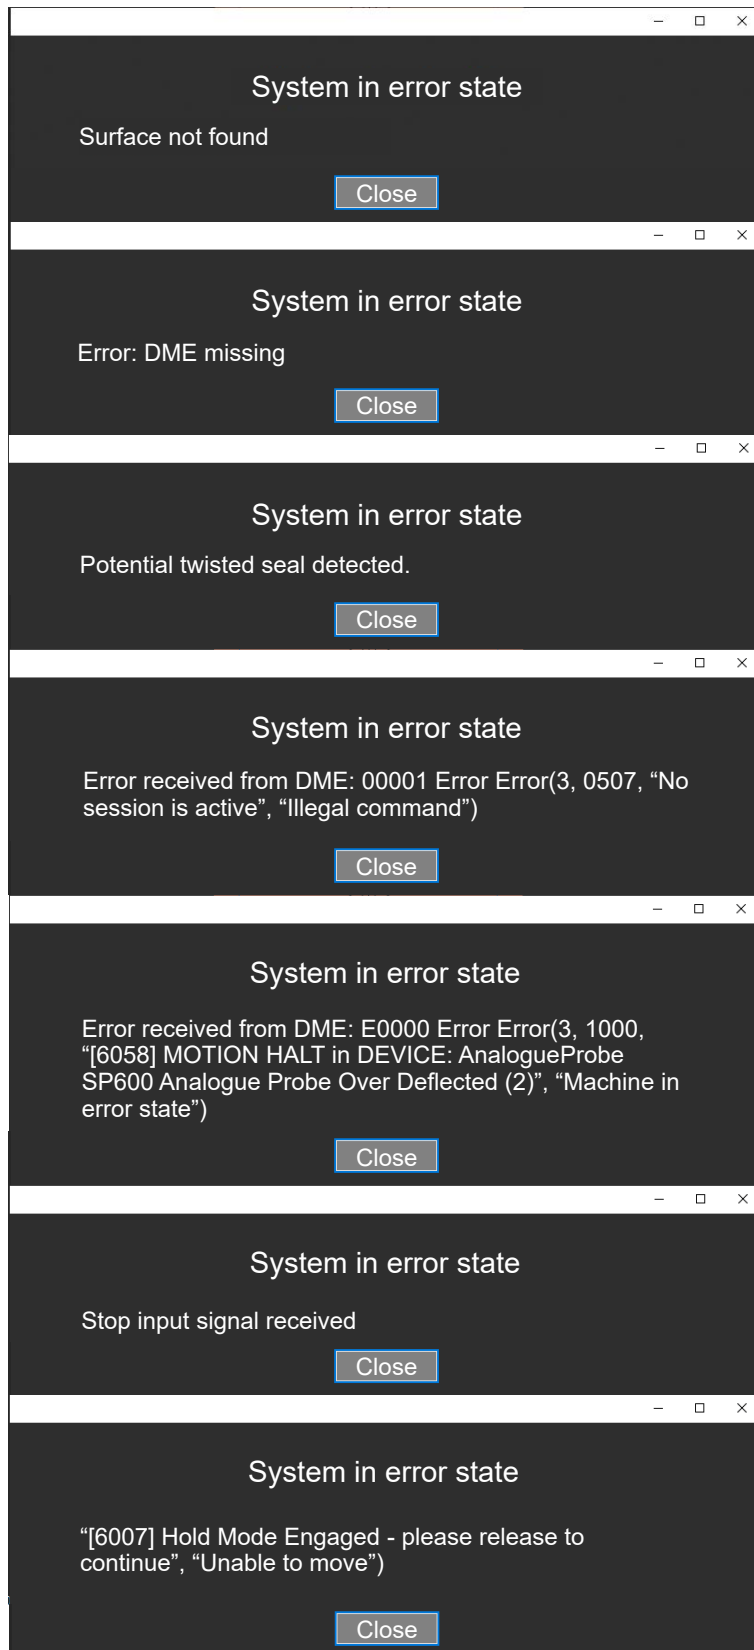 System in error state
Surface not found
Close
System in error state
Error: DME missing
Close
System in error state
Potential twisted seal detected.
Close
System in error state
Error received from DME: 00001 Error Error(3, 0507, “No
session is active”, “Illegal command”)
Close
System in error state
Error received from DME: E0000 Error Error(3, 1000,
“[6058] MOTION HALT in DEVICE: AnalogueProbe
SP600 Analogue Probe Over Deflected (2)”, “Machine in
error state”)
Close
System in error state
Stop input signal received
Close
System in error state
“[6007] Hold Mode Engaged - please release to
continue”, “Unable to move”)
Close